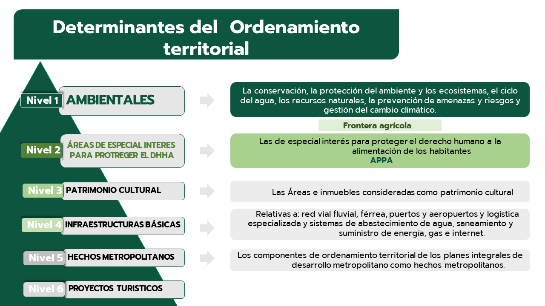 Determinantes del Ordenamiento
territorial
Nivel 1
AMBIENTALES
La conservación, la protección del ambiente y los ecosistemas, el ciclo
del agua, los recursos naturales, la prevención de amenazas y riesgos y
gestión del cambio climático.
Frontera agrícola
Nivel 2
ÁREAS DE ESPECIAL INTERES
PARA PROTREGER EL DHHA
Las de especial interés para proteger el derecho humano a la
alimentación de los habitantes
APPA
Nivel 3
PATRIMONIO CULTURAL
Las Áreas e inmuebles consideradas como patrimonio cultural
Nivel 4
INFRAESTRUCTURAS BÁSICAS
Relativas a: red vial fluvial, férrea, puertos y aeropuertos y logística
especializada y sistemas de abastecimiento de agua, saneamiento y
suministro de energía, gas e internet.
Nivel 5
HECHOS METROPOLITANOS
Los componentes de ordenamiento territorial de los planes integrales de
desarrollo metropolitano como hechos metropolitanos.
Nivel 6
PROYECTOS TURISTICOS